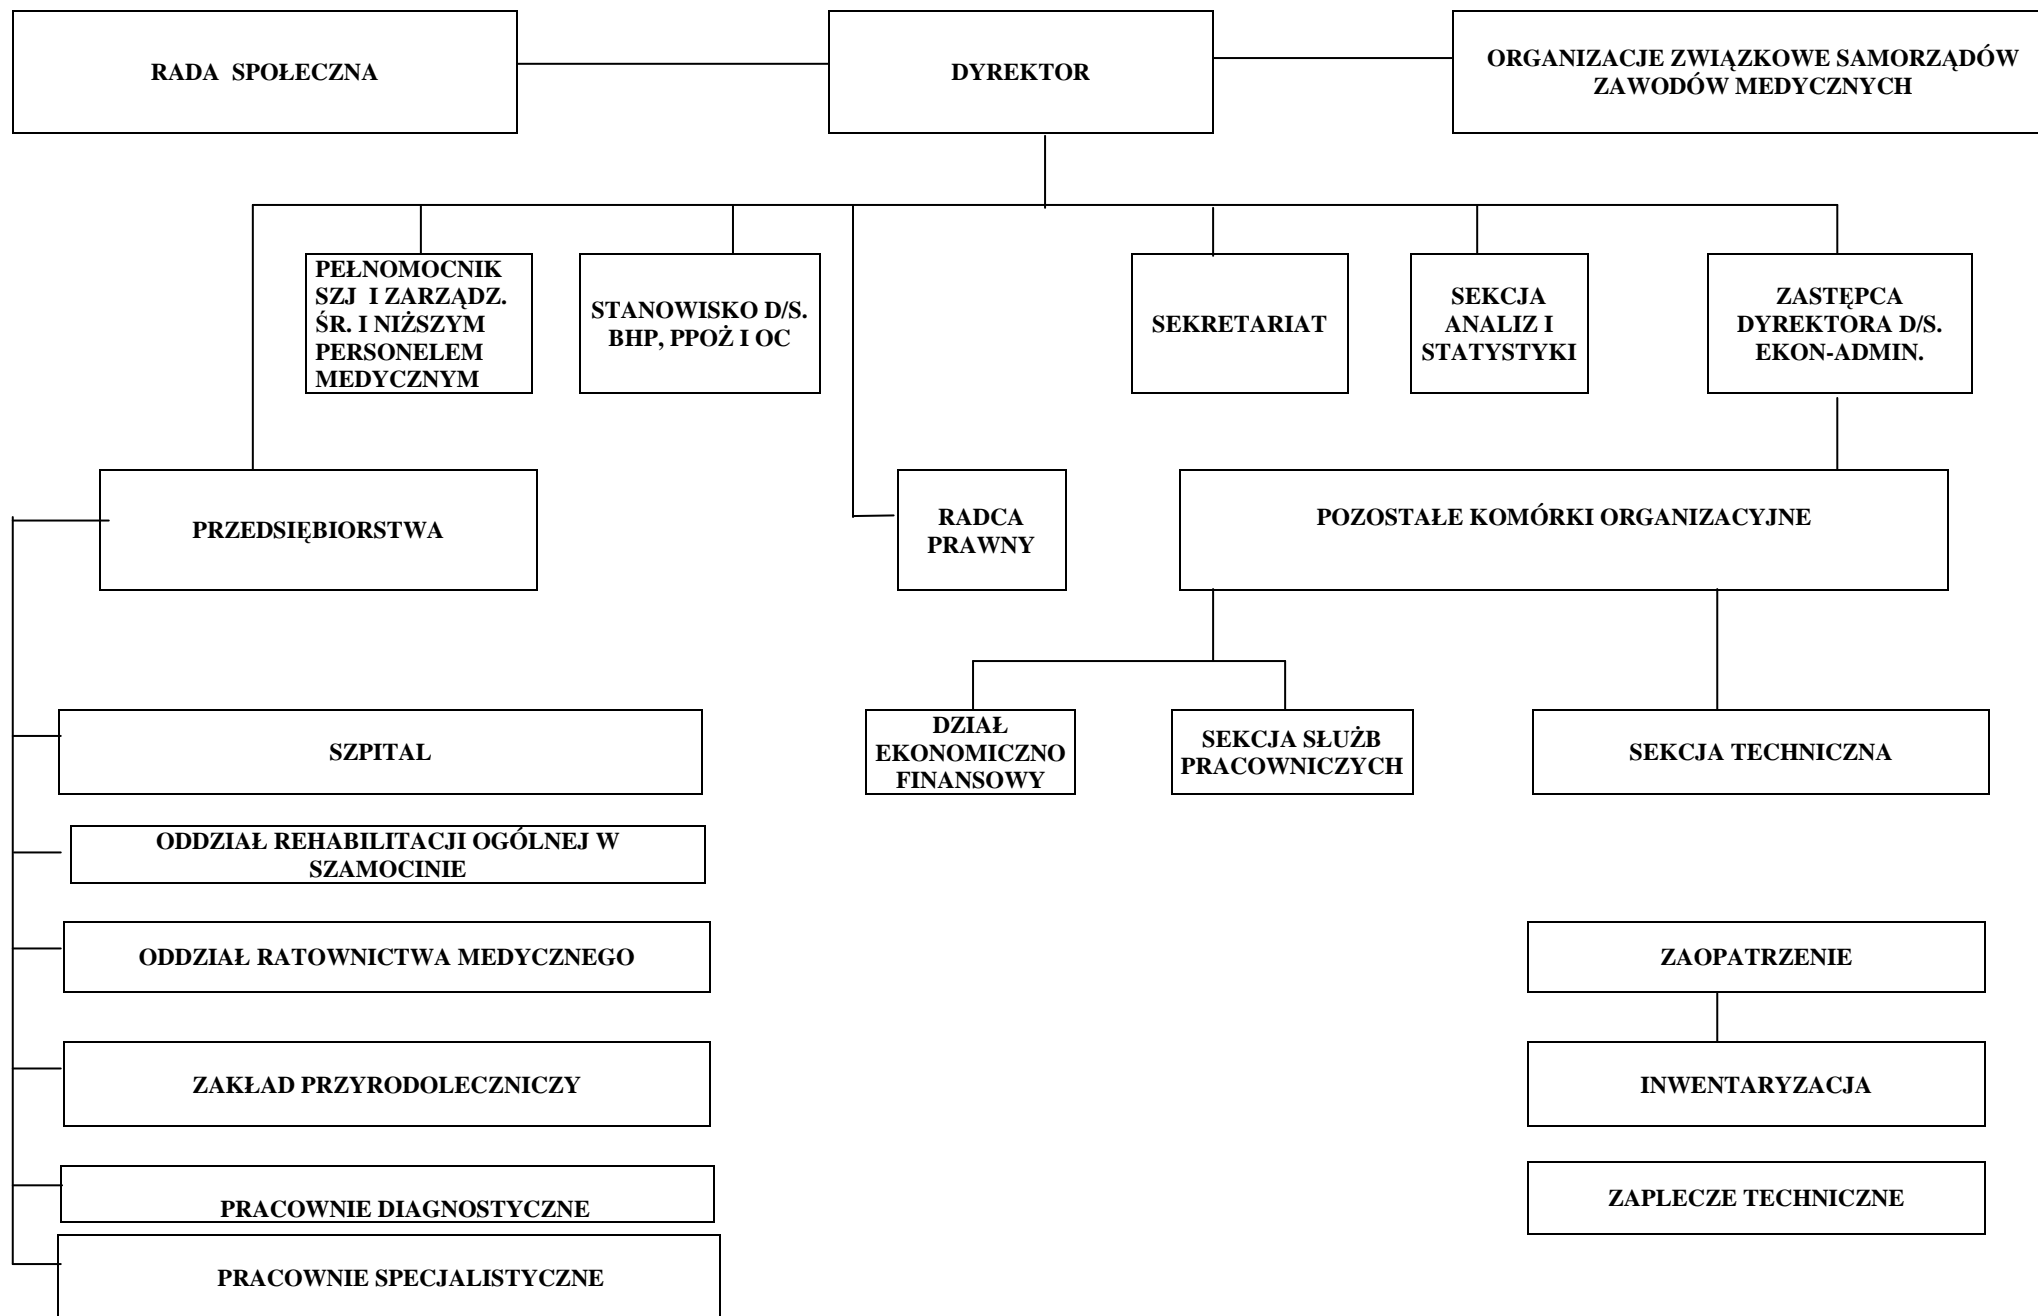 RADA SPOŁECZNA
DYREKTOR
ORGANIZACJE ZWIĄZKOWE SAMORZĄDÓW
ZAWODÓW MEDYCZNYCH
PEŁNOMOCNIK
SZJ I ZARZĄDZ.
ŚR. I NIŻSZYM
PERSONELEM
MEDYCZNYM
STANOWISKO D/S.
BHP, PPOŻ I OC
SEKRETARIAT
SEKCJA
ANALIZ I
STATYSTYKI
ZASTĘPCA
DYREKTORA D/S.
EKON-ADMIN.
PRZEDSIĘBIORSTWA
RADCA
PRAWNY
POZOSTAŁE KOMÓRKI ORGANIZACYJNE
SZPITAL
DZIAŁ
EKONOMICZNO
FINANSOWY
SEKCJA SŁUŻB
PRACOWNICZYCH
SEKCJA TECHNICZNA
ODDZIAŁ REHABILITACJI OGÓLNEJ W
SZAMOCINIE
ODDZIAŁ RATOWNICTWA MEDYCZNEGO
ZAOPATRZENIE
ZAKŁAD PRZYRODOLECZNICZY
INWENTARYZACJA
PRACOWNIE DIAGNOSTYCZNE
ZAPLECZE TECHNICZNE
PRACOWNIE SPECJALISTYCZNE